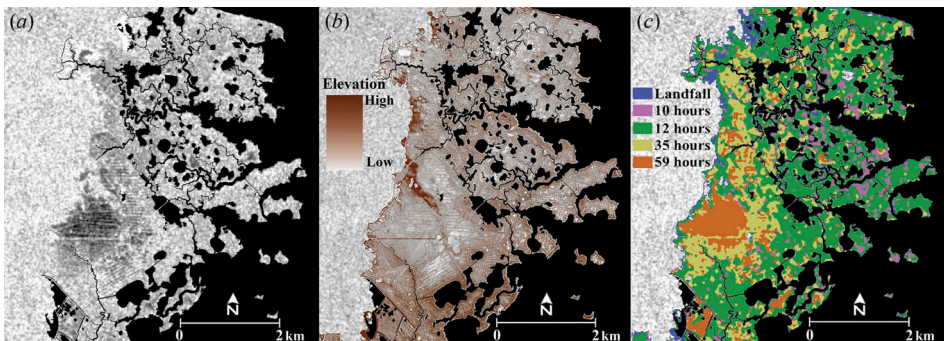 (a)
N
0 2 km
(b)
Elevation
High
Low
N
0 2 km
(c)
Landfall
10 hours
12 hours
35 hours
59 hours
N
0 2 km